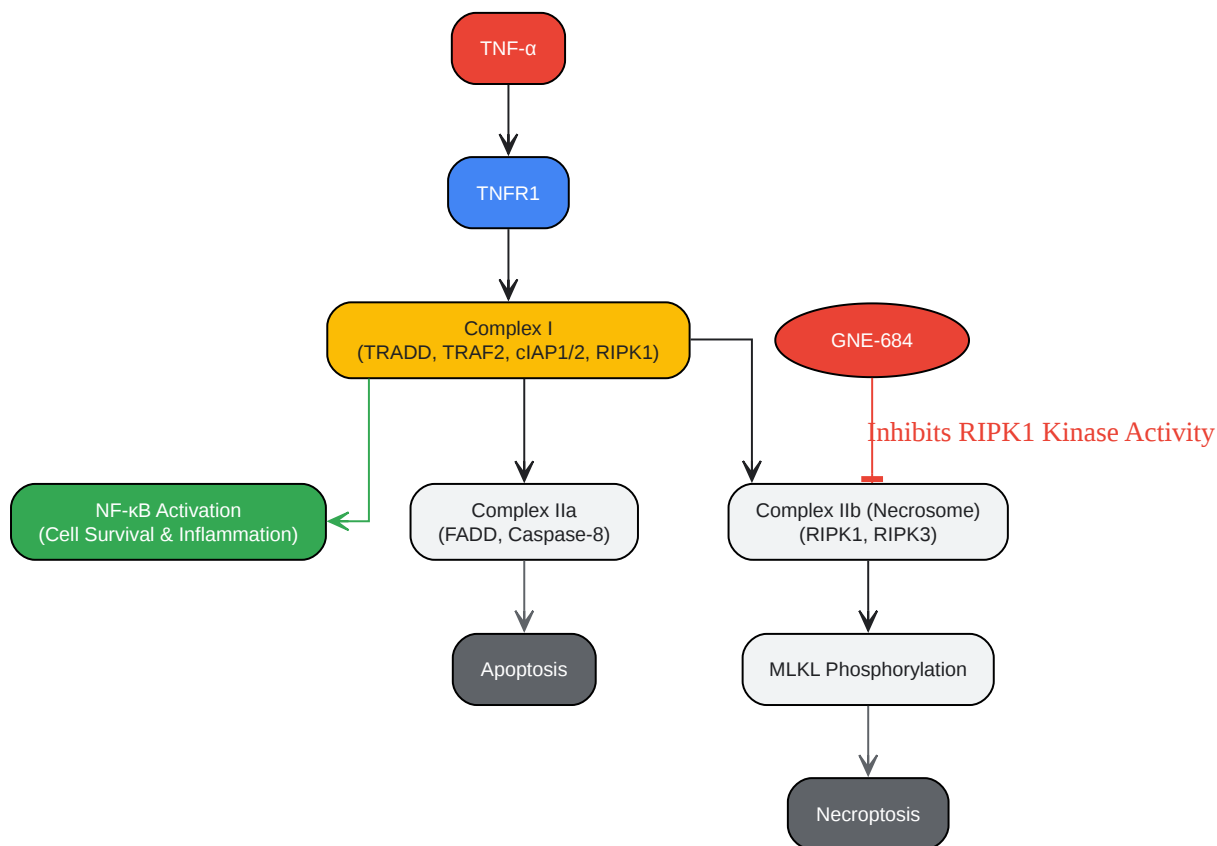 TNF-α
TNFR1
Complex I
(TRADD, TRAF2, cIAP1/2, RIPK1)
GNE-684
Inhibits RIPK1 Kinase Activity
NF-κB Activation
(Cell Survival & Inflammation)
Complex IIa
(FADD, Caspase-8)
Complex IIb (Necrosome)
(RIPK1, RIPK3)
Apoptosis
MLKL Phosphorylation
Necroptosis